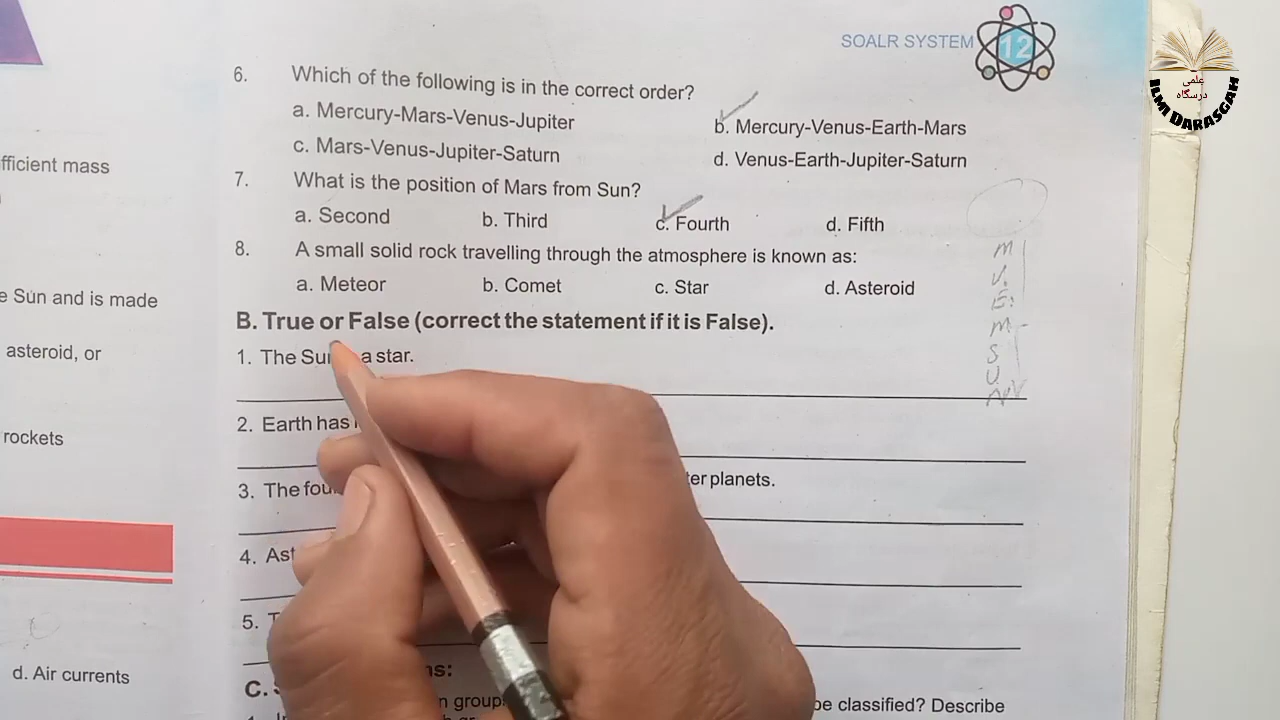 SOALR SYSTEM 12
علمی
درسگاہ
ILMI DARASGAH
6. Which of the following is in the correct order?
a. Mercury-Mars-Venus-Jupiter b. Mercury-Venus-Earth-Mars
c. Mars-Venus-Jupiter-Saturn d. Venus-Earth-Jupiter-Saturn
7. What is the position of Mars from Sun?
a. Second b. Third c. Fourth d. Fifth
8. A small solid rock travelling through the atmosphere is known as:
a. Meteor b. Comet c. Star d. Asteroid
B. True or False (correct the statement if it is False).
1. The Sun a star.
2. Earth has
3. The planets.
4.
5.
C.
group be classified? Describe
fficient mass
e Sun and is made
asteroid, or
rockets
d. Air currents
M
V.
E.
M
S
U
N